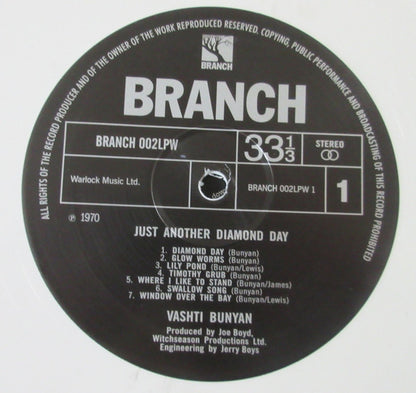 ALL RIGHTS OF THE RECORD PRODUCER AND OF THE OWNER OF THE WORK REPRODUCED RESERVED. COPYING, PUBLIC PERFORMANCE AND BROADCASTING OF THIS RECORD PROHIBITED
BRANCH
BRANCH
BRANCH 002LPW
33 1/3
STEREO
Warlock Music Ltd.
BRANCH 002LPW 1
1
℗ 1970
JUST ANOTHER DIAMOND DAY
1. DIAMOND DAY (Bunyan)
2. GLOW WORMS (Bunyan)
3. LILY POND (Bunyan/Lewis)
4. TIMOTHY GRUB (Bunyan)
5. WHERE I LIKE TO STAND (Bunyan/James)
6. SWALLOW SONG (Bunyan)
7. WINDOW OVER THE BAY (Bunyan/Lewis)
VASHTI BUNYAN
Produced by Joe Boyd,
Witchseason Productions Ltd.
Engineering by Jerry Boys